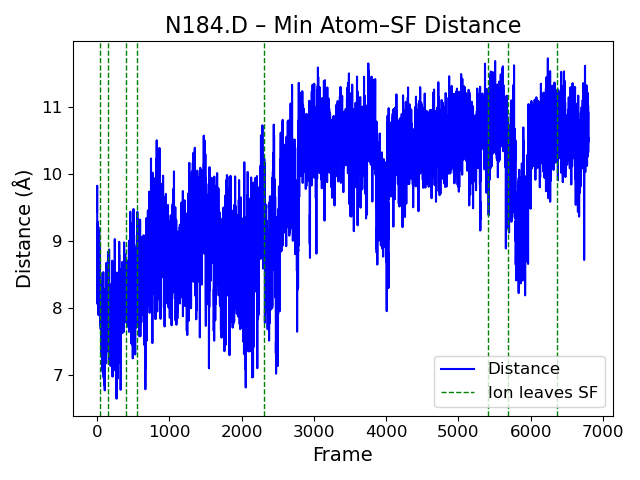 N184.D – Min Atom–SF Distance
Distance (Å)
11
10
9
8
7
Distance
Ion leaves SF
0 1000 2000 3000 4000 5000 6000 7000
Frame